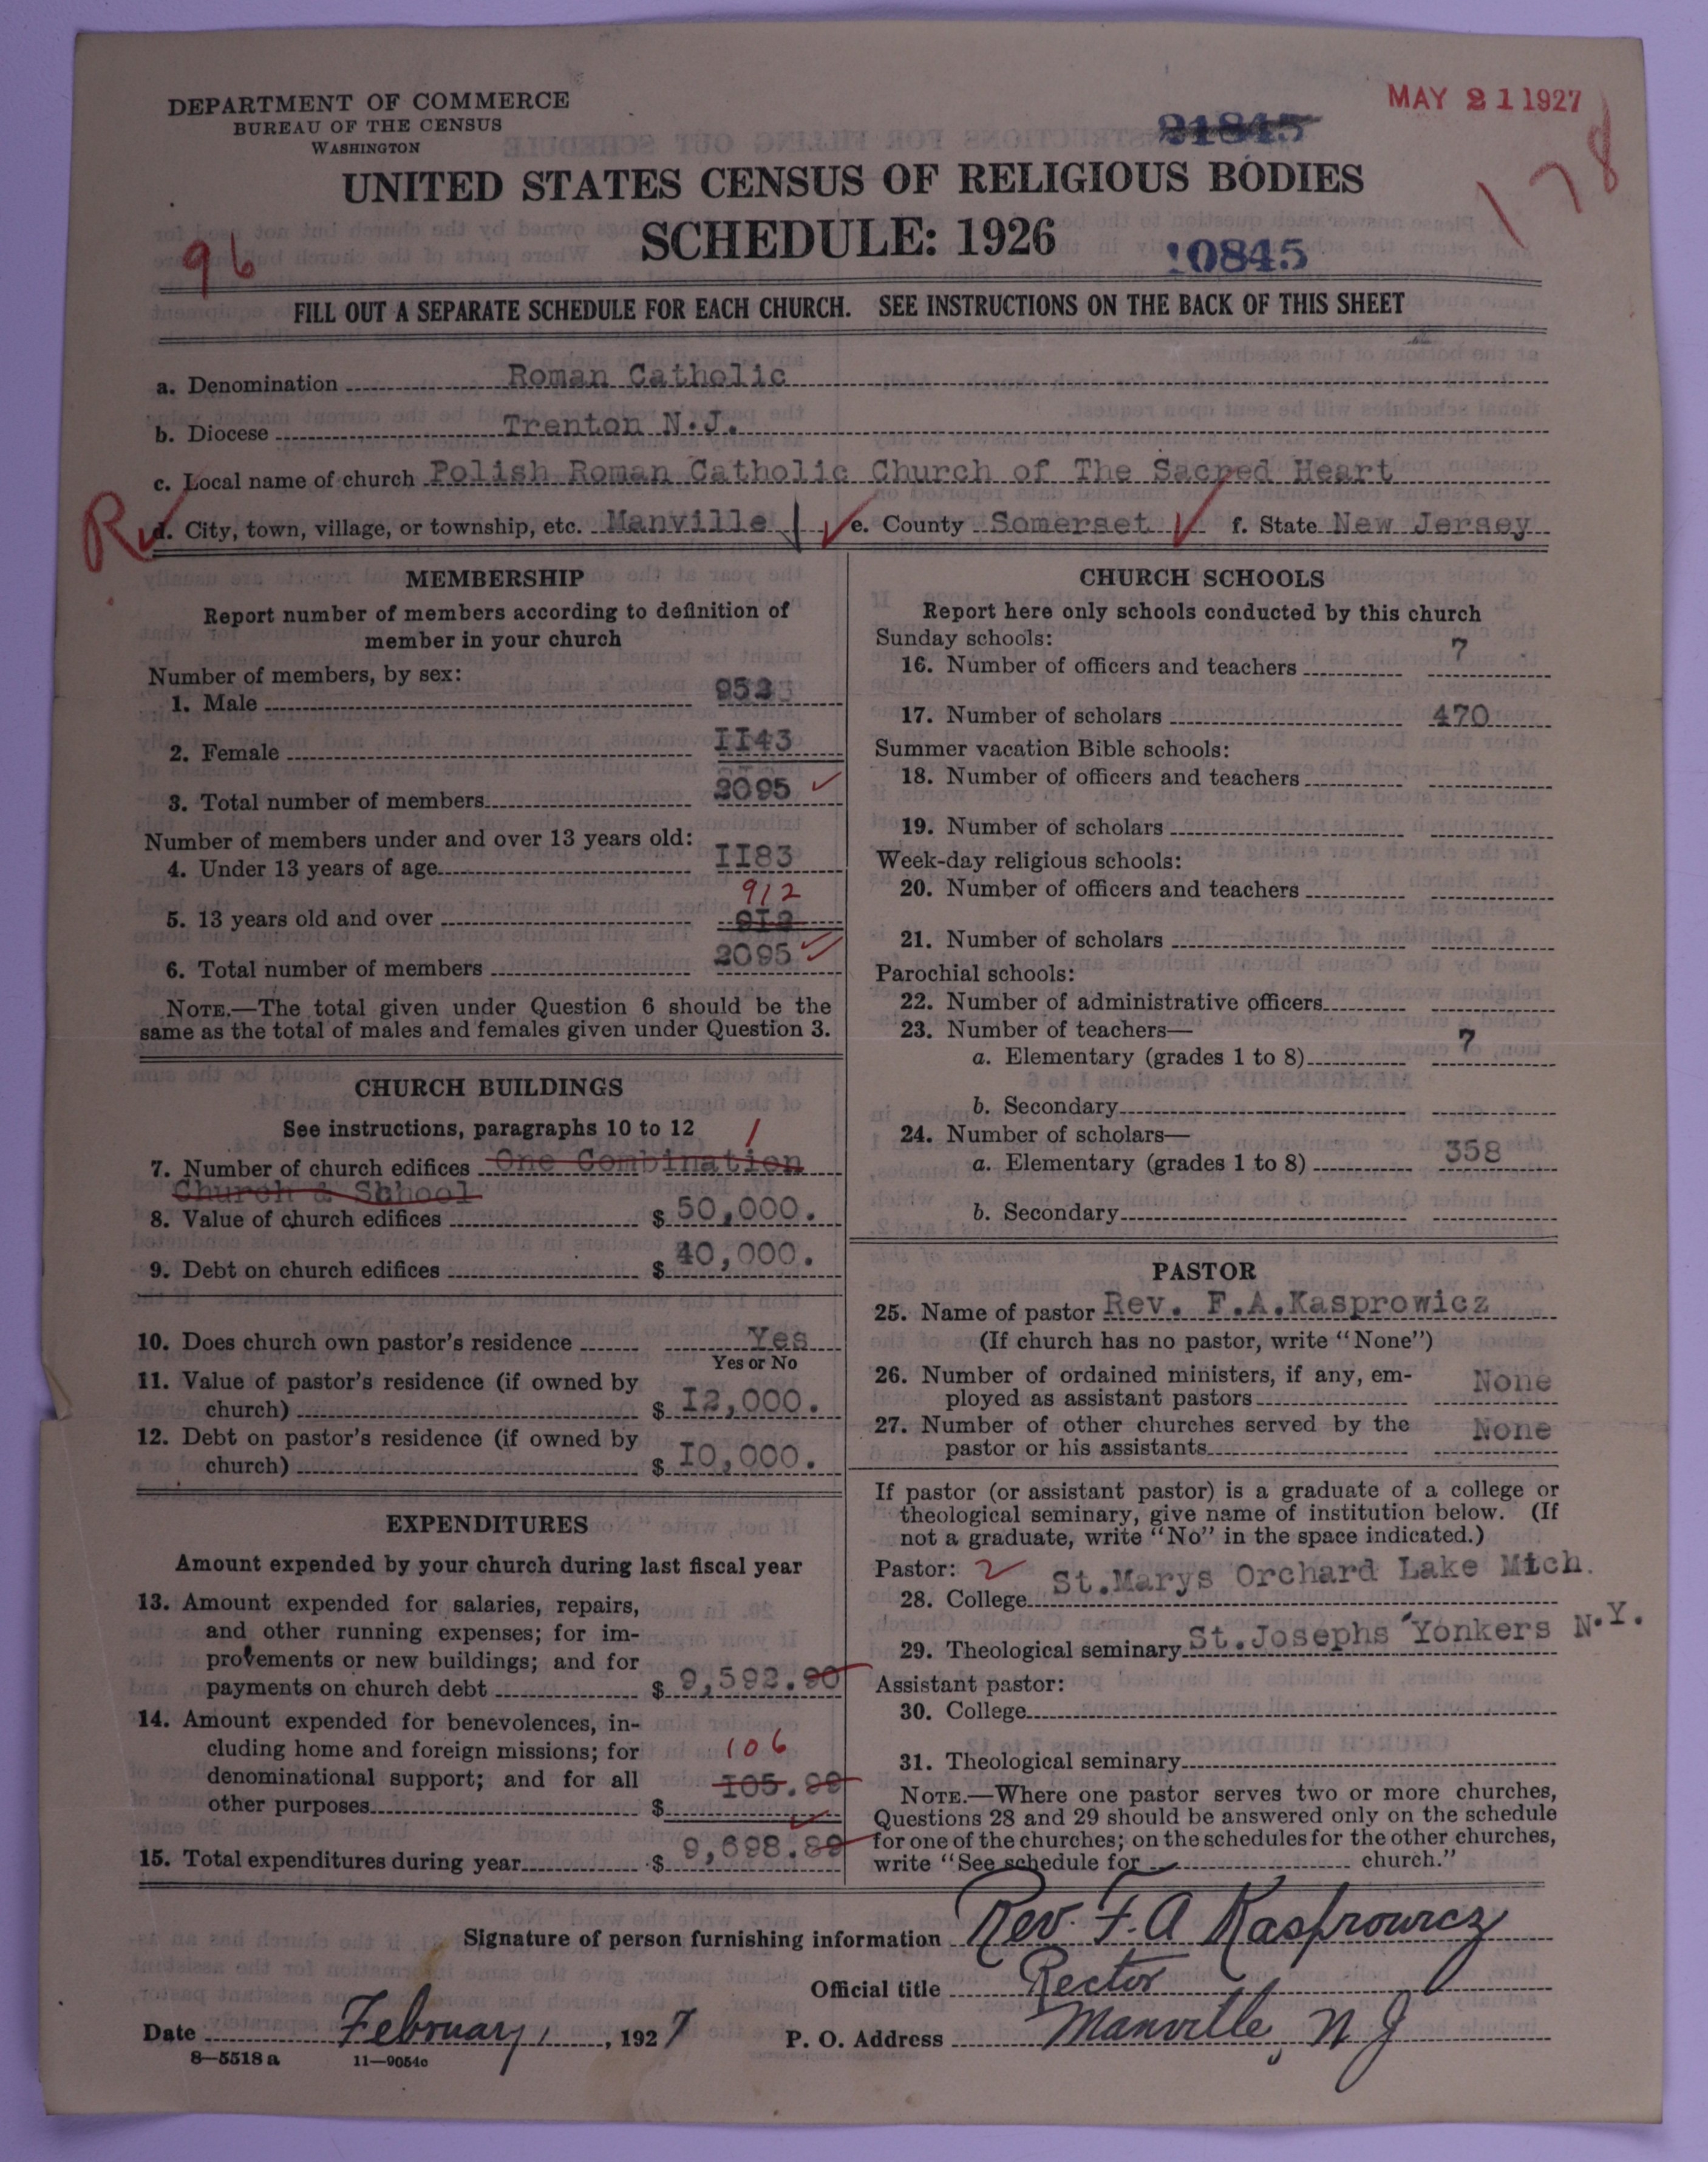 DEPARTMENT OF COMMERCE
BUREAU OF THE CENSUS
WASHINGTON
MAY 21 1927
21845
178
UNITED STATES CENSUS OF RELIGIOUS BODIES
SCHEDULE: 1926
96
10845
FILL OUT A SEPARATE SCHEDULE FOR EACH CHURCH. SEE INSTRUCTIONS ON THE BACK OF THIS SHEET
a. Denomination Roman Catholic
b. Diocese Trenton N.J.
c. Local name of church Polish Roman Catholic Church of The Sacred Heart
R
d. City, town, village, or township, etc. Manville e. County Somerset f. State New Jersey
MEMBERSHIP
Report number of members according to definition of
member in your church
Number of members, by sex:
1. Male 952
2. Female II43
3. Total number of members 2095
Number of members under and over 13 years old:
4. Under 13 years of age II83
912
5. 13 years old and over 9I2
6. Total number of members 2095
NOTE.—The total given under Question 6 should be the
same as the total of males and females given under Question 3.
CHURCH BUILDINGS
See instructions, paragraphs 10 to 12
1
7. Number of church edifices One Combination
Church & School
8. Value of church edifices $ 50,000.
9. Debt on church edifices $ 40,000.
10. Does church own pastor's residence Yes
Yes or No
11. Value of pastor's residence (if owned by
church) $ I2,000.
12. Debt on pastor's residence (if owned by
church) $ I0,000.
EXPENDITURES
Amount expended by your church during last fiscal year
13. Amount expended for salaries, repairs,
and other running expenses; for im-
provements or new buildings; and for
payments on church debt $ 9,592.90
14. Amount expended for benevolences, in-
cluding home and foreign missions; for 106
denominational support; and for all I05.
other purposes $
15. Total expenditures during year $ 9,698.
CHURCH SCHOOLS
Report here only schools conducted by this church
Sunday schools:
16. Number of officers and teachers 7
17. Number of scholars 470
Summer vacation Bible schools:
18. Number of officers and teachers
19. Number of scholars
Week-day religious schools:
20. Number of officers and teachers
21. Number of scholars
Parochial schools:
22. Number of administrative officers
23. Number of teachers—
a. Elementary (grades 1 to 8) 7
b. Secondary
24. Number of scholars—
a. Elementary (grades 1 to 8) 358
b. Secondary
PASTOR
25. Name of pastor Rev. F.A.Kasprowicz
(If church has no pastor, write "None")
26. Number of ordained ministers, if any, em-
ployed as assistant pastors None
27. Number of other churches served by the
pastor or his assistants None
If pastor (or assistant pastor) is a graduate of a college or
theological seminary, give name of institution below. (If
not a graduate, write "No" in the space indicated.)
Pastor: 2
28. College St.Marys Orchard Lake Mich.
29. Theological seminary St.Josephs Yonkers N.Y.
Assistant pastor:
30. College
31. Theological seminary
NOTE.—Where one pastor serves two or more churches,
Questions 28 and 29 should be answered only on the schedule
for one of the churches; on the schedules for the other churches,
write "See schedule for church."
Signature of person furnishing information Rev. F. A Kasprowicz
Official title Rector
Date February 1, 1927 P. O. Address Manville, N J
8—5518 a 11—9054c